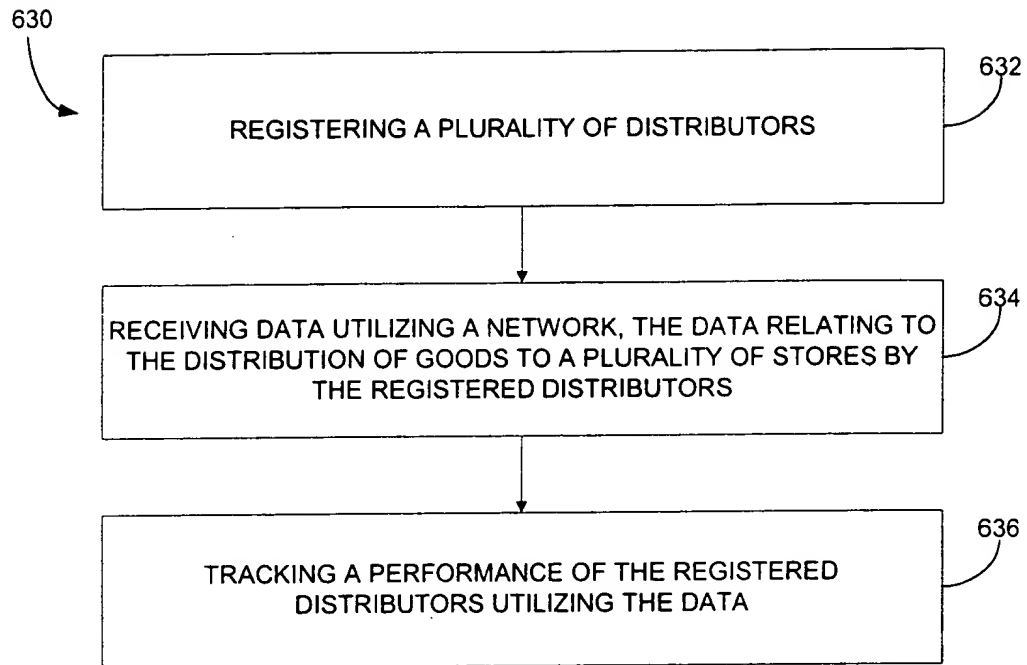 630
632
REGISTERING A PLURALITY OF DISTRIBUTORS
634
RECEIVING DATA UTILIZING A NETWORK, THE DATA RELATING TO
THE DISTRIBUTION OF GOODS TO A PLURALITY OF STORES BY
THE REGISTERED DISTRIBUTORS
636
TRACKING A PERFORMANCE OF THE REGISTERED
DISTRIBUTORS UTILIZING THE DATA